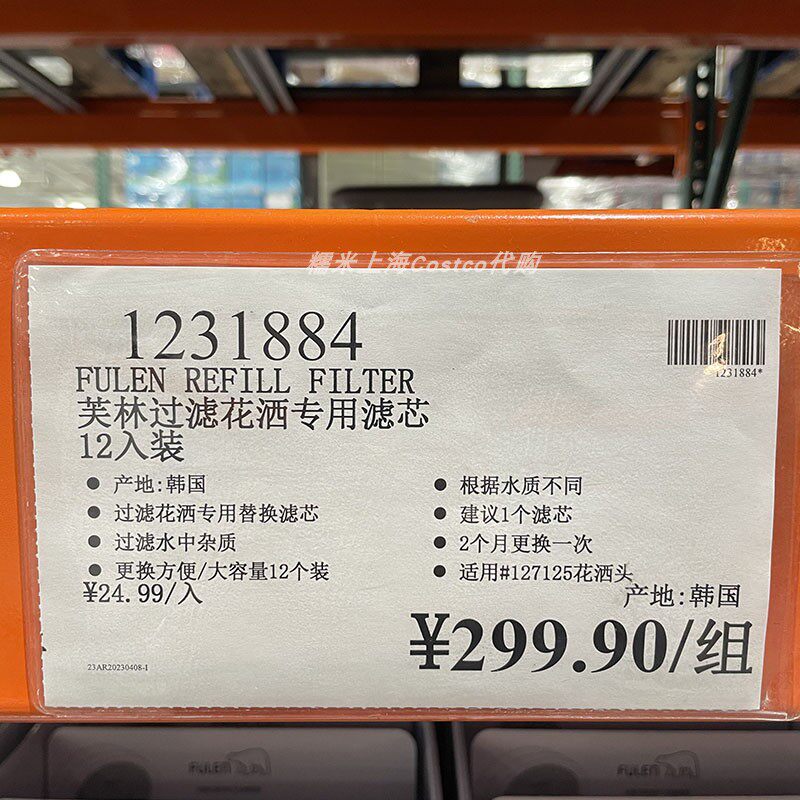 糯米上海Costco代购
1231884
1231884*
FULEN REFILL FILTER
芙林过滤花洒专用滤芯
12入装
● 产地:韩国
● 过滤花洒专用替换滤芯
● 过滤水中杂质
● 更换方便/大容量12个装
¥24.99/入
● 根据水质不同
● 建议1个滤芯
● 2个月更换一次
● 适用#127125花洒头
产地:韩国
¥299.90/组
23AR20230408-1
FULEN
FULEN